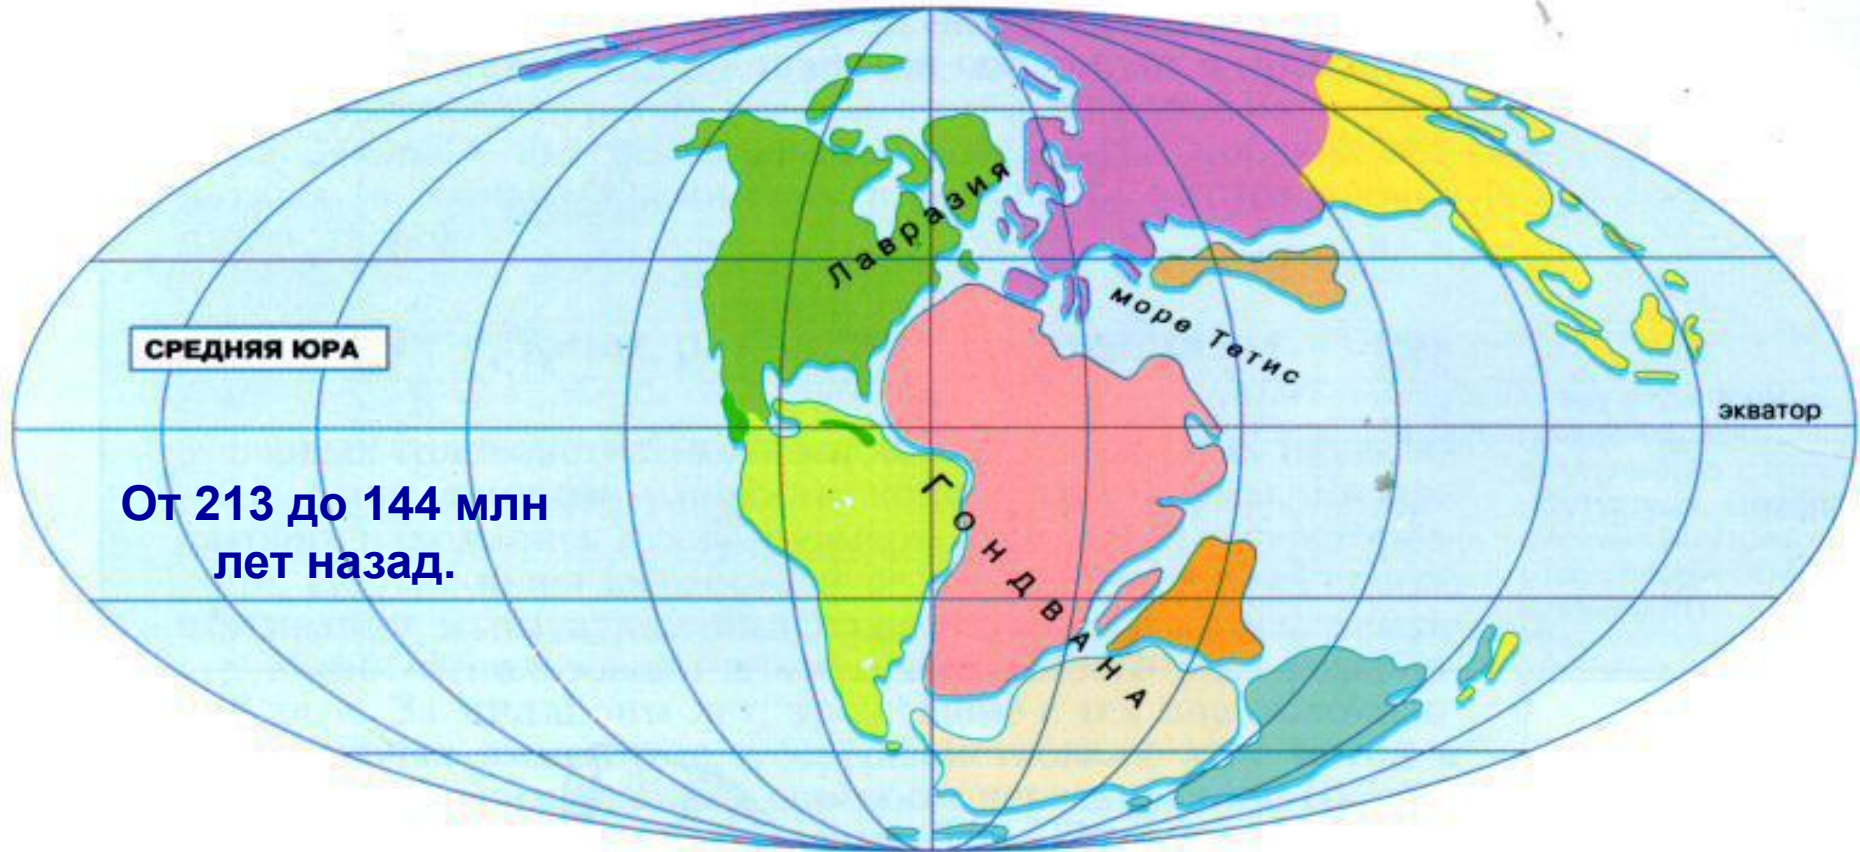 Лавразия
море Тетис
СРЕДНЯЯ ЮРА
экватор
От 213 до 144 млн
лет назад.
Гондвана